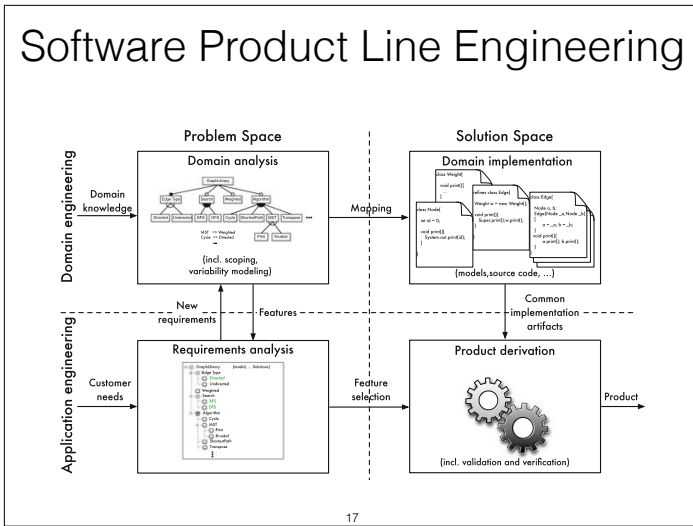 Software Product Line Engineering
Problem Space
Solution Space
Domain engineering
Domain
knowledge
Domain analysis
GraphLibrary
Edge Type
Search
Weighted
Algorithm
Directed
Undirected
BFS
DFS
Cycle
ShortestPath
MST
Transpose
Prim
Kruskal
MST => Weighted
Cycle => Directed
(incl. scoping,
variability modeling)
Mapping
Domain implementation
class Weight{
void print(){
}
refines class Edge{
Weight w = new Weight();
void print(){
Super.print();w.print();
}
class Node{
int id = 0;
void print(){
System.out.print(id);
}
}
class Edge{
Node a, b;
Edge(Node _a,Node _b){
a = _a; b = _b;
}
void print(){
a.print(); b.print();
}
(models,source code, ...)
New
requirements
Features
Common
implementation
artifacts
Application engineering
Customer
needs
Requirements analysis
GraphLibrary
Edge Type
Directed
Undirected
Weighted
Search
BFS
DFS
Algorithm
Cycle
MST
Prim
Kruskal
ShortestPath
Transpose
Feature
selection
Product derivation
(incl. validation and verification)
Product
17